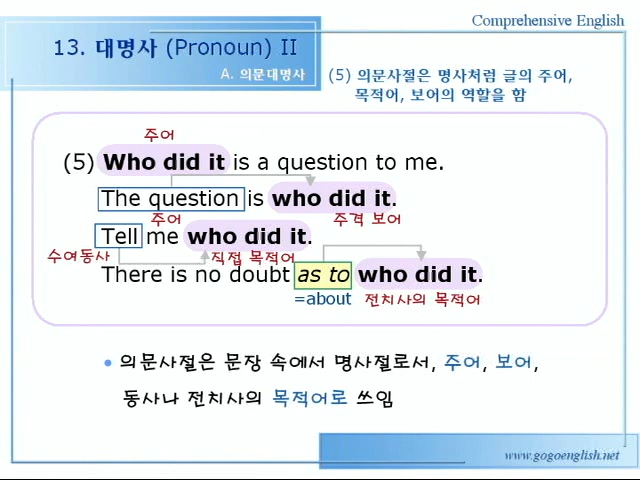 Comprehensive English
13. 대명사 (Pronoun) II
A. 의문대명사
(5) 의문사절은 명사처럼 글의 주어,
목적어, 보어의 역할을 함
주어
(5) Who did it is a question to me.
The question is who did it.
주어 주격 보어
Tell me who did it.
수여동사 직접 목적어
There is no doubt as to who did it.
=about 전치사의 목적어
• 의문사절은 문장 속에서 명사절로서, 주어, 보어,
동사나 전치사의 목적어로 쓰임
www.gogoenglish.net